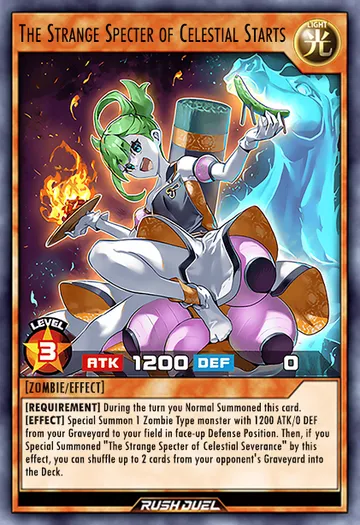 The Strange Specter of Celestial Starts
LIGHT
光
LEVEL
3
ATK 1200 DEF 0
[ZOMBIE/EFFECT]
[REQUIREMENT] During the turn you Normal Summoned this card.
[EFFECT] Special Summon 1 Zombie Type monster with 1200 ATK/0 DEF
from your Graveyard to your field in face-up Defense Position. Then, if you
Special Summoned "The Strange Specter of Celestial Severance" by this
effect, you can shuffle up to 2 cards from your opponent's Graveyard into
the Deck.
RUSH DUEL